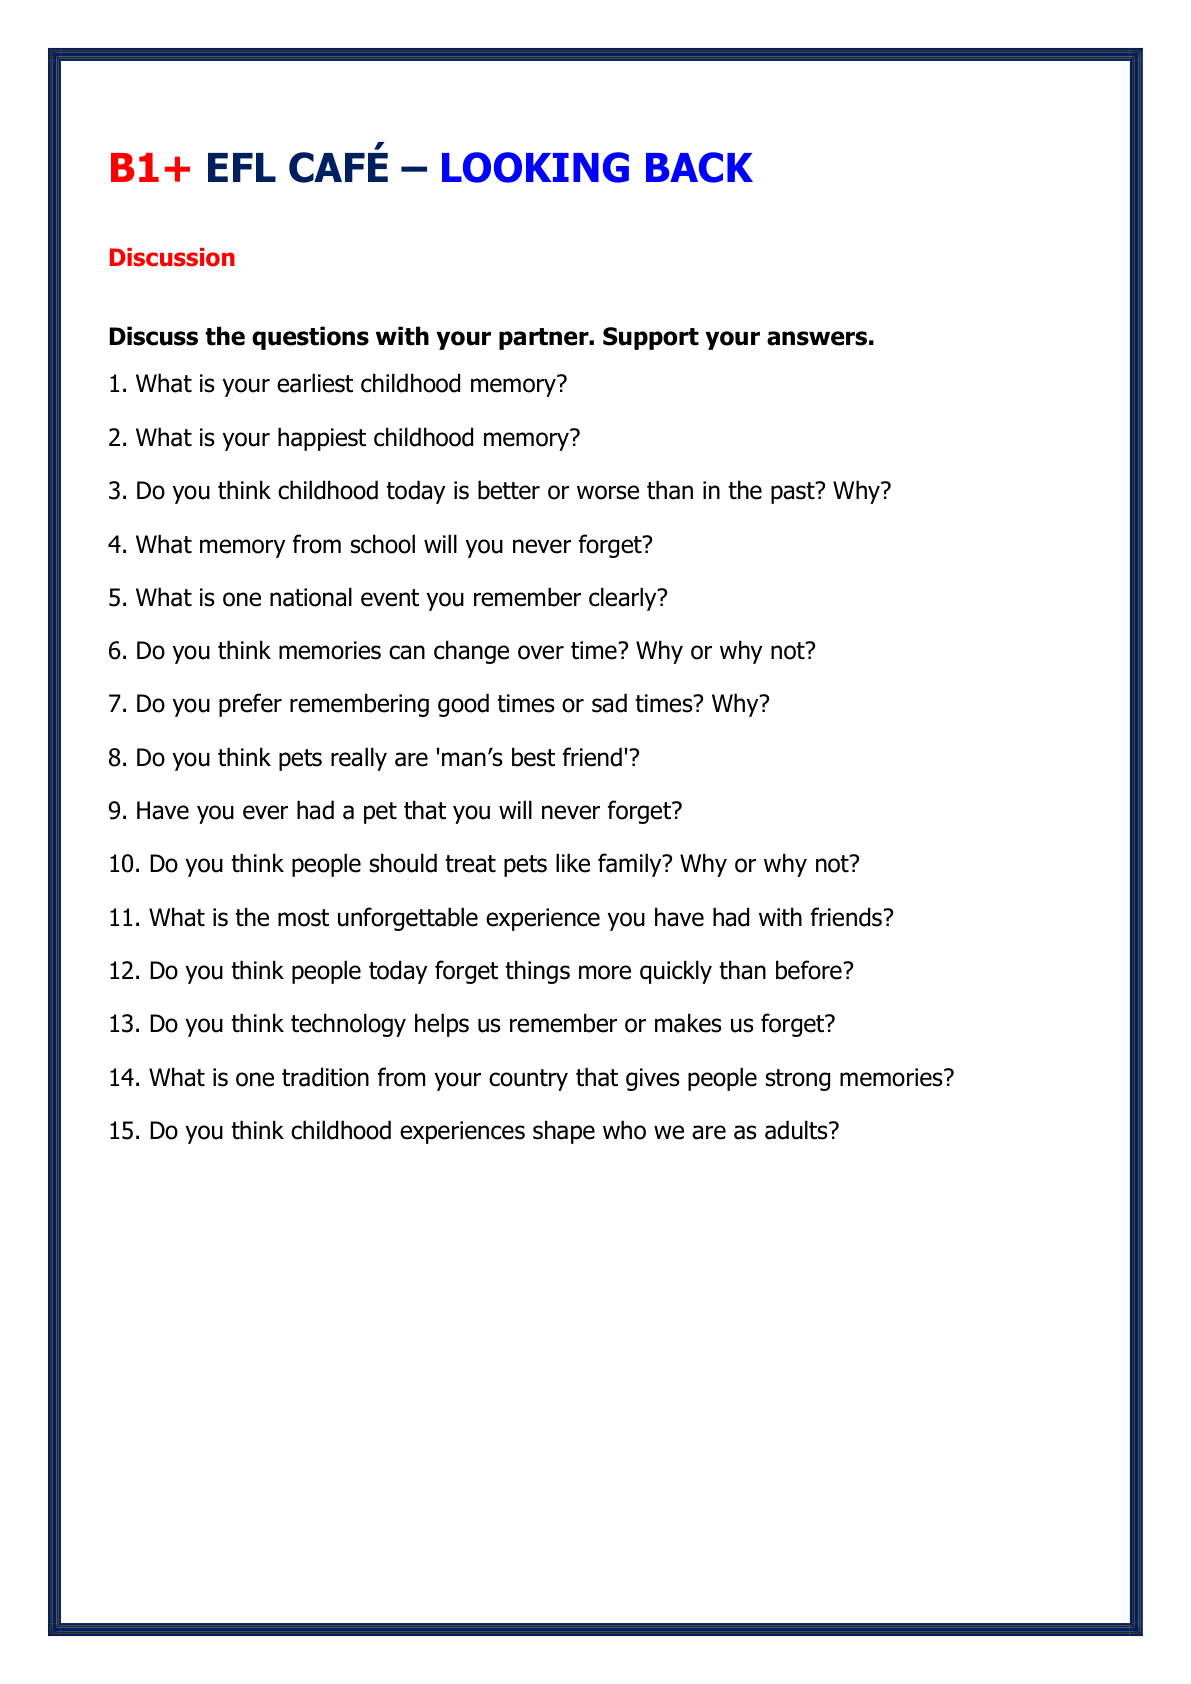 B1+ EFL CAFÉ – LOOKING BACK
Discussion
Discuss the questions with your partner. Support your answers.
1. What is your earliest childhood memory?
2. What is your happiest childhood memory?
3. Do you think childhood today is better or worse than in the past? Why?
4. What memory from school will you never forget?
5. What is one national event you remember clearly?
6. Do you think memories can change over time? Why or why not?
7. Do you prefer remembering good times or sad times? Why?
8. Do you think pets really are 'man’s best friend'?
9. Have you ever had a pet that you will never forget?
10. Do you think people should treat pets like family? Why or why not?
11. What is the most unforgettable experience you have had with friends?
12. Do you think people today forget things more quickly than before?
13. Do you think technology helps us remember or makes us forget?
14. What is one tradition from your country that gives people strong memories?
15. Do you think childhood experiences shape who we are as adults?